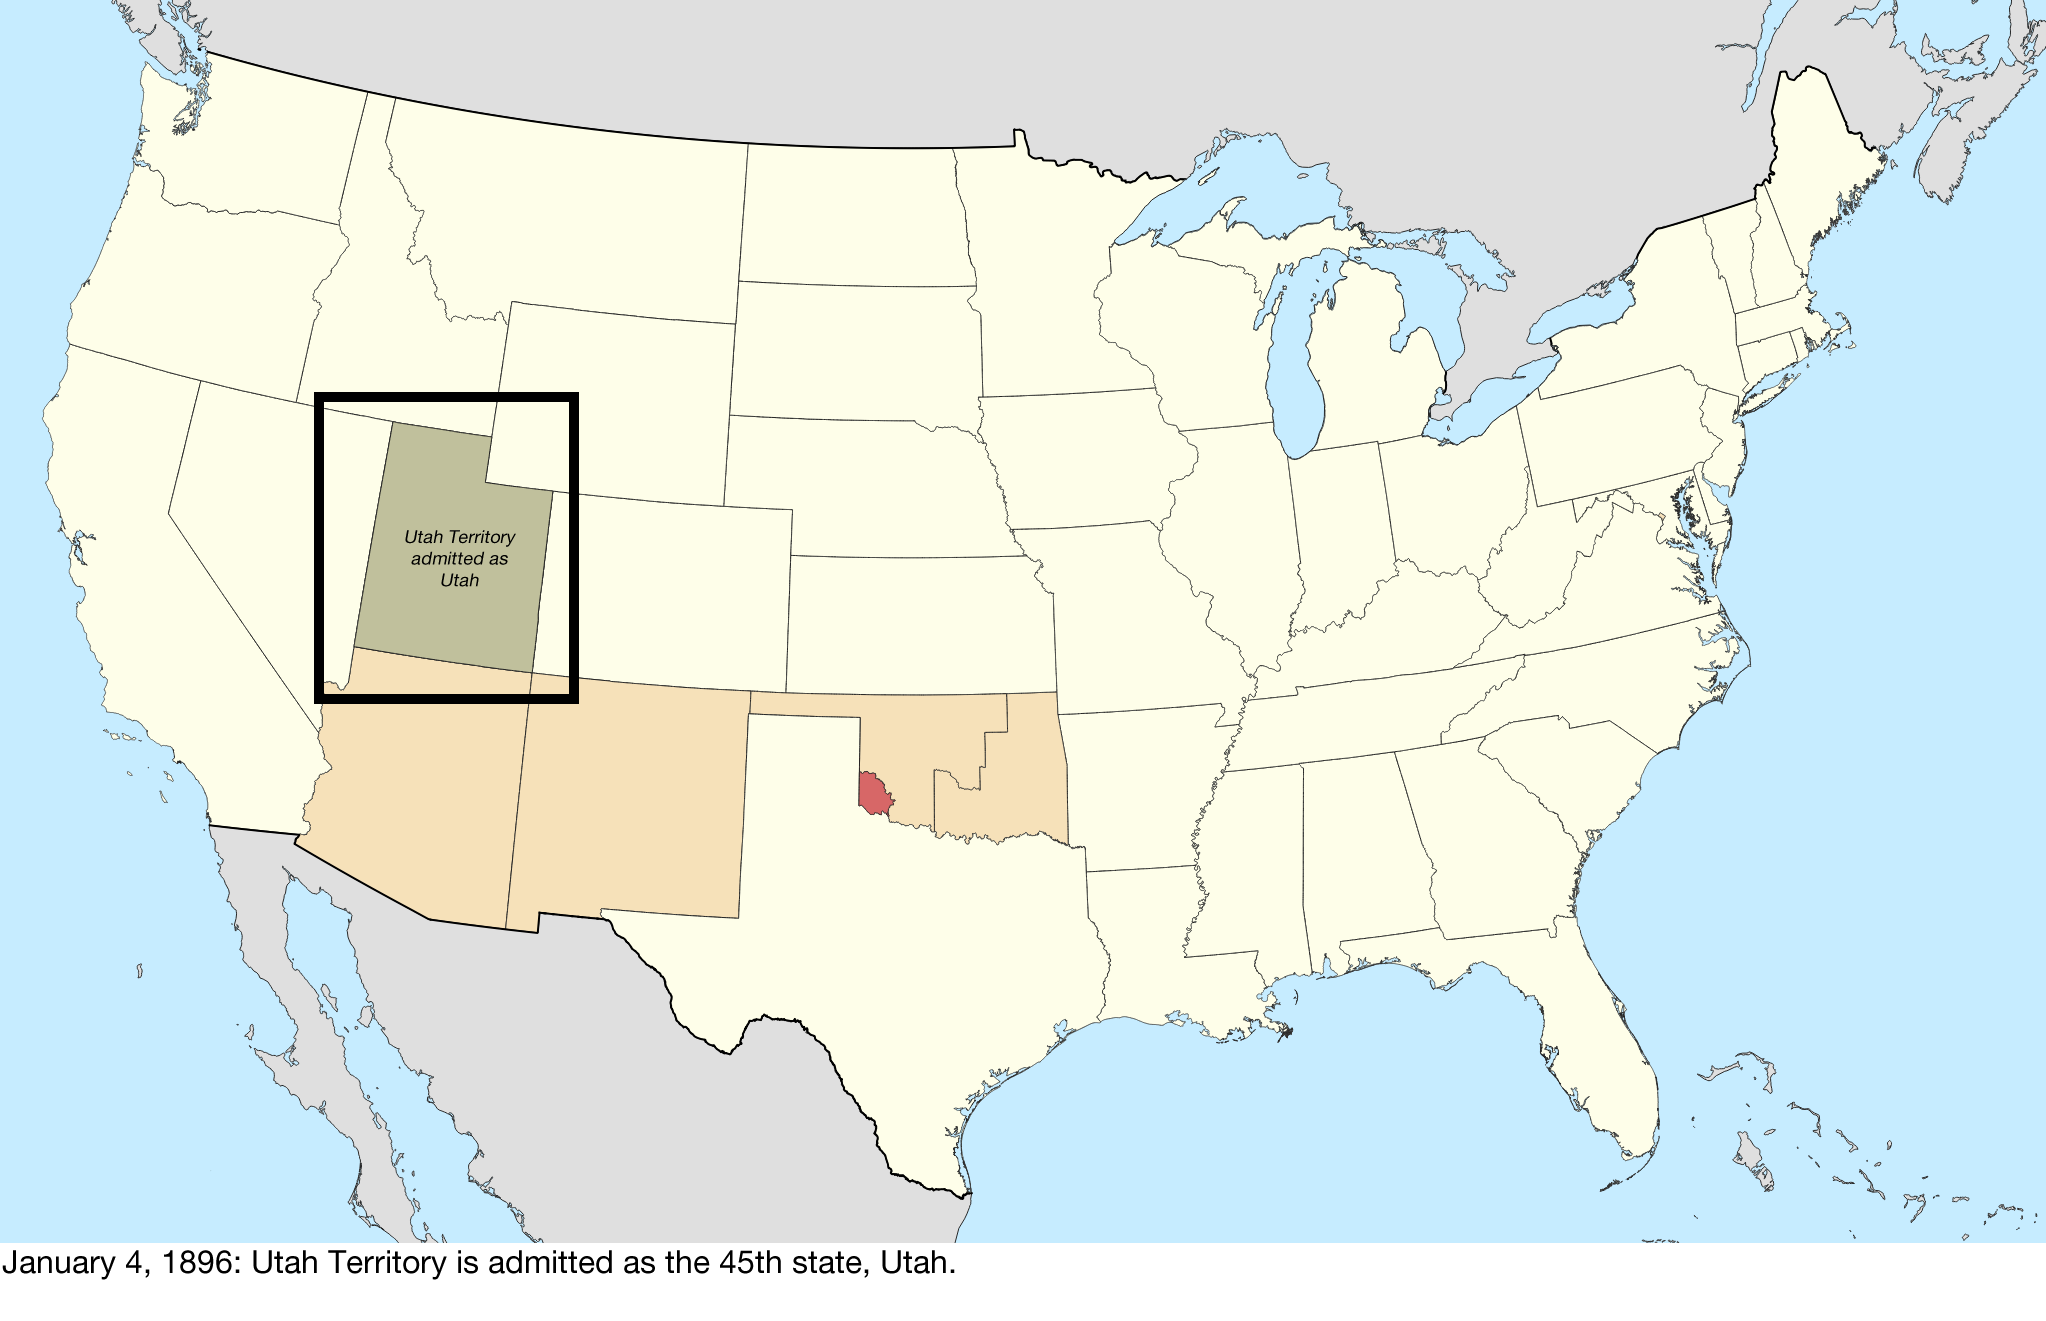 Utah Territory
admitted as
Utah
January 4, 1896: Utah Territory is admitted as the 45th state, Utah.